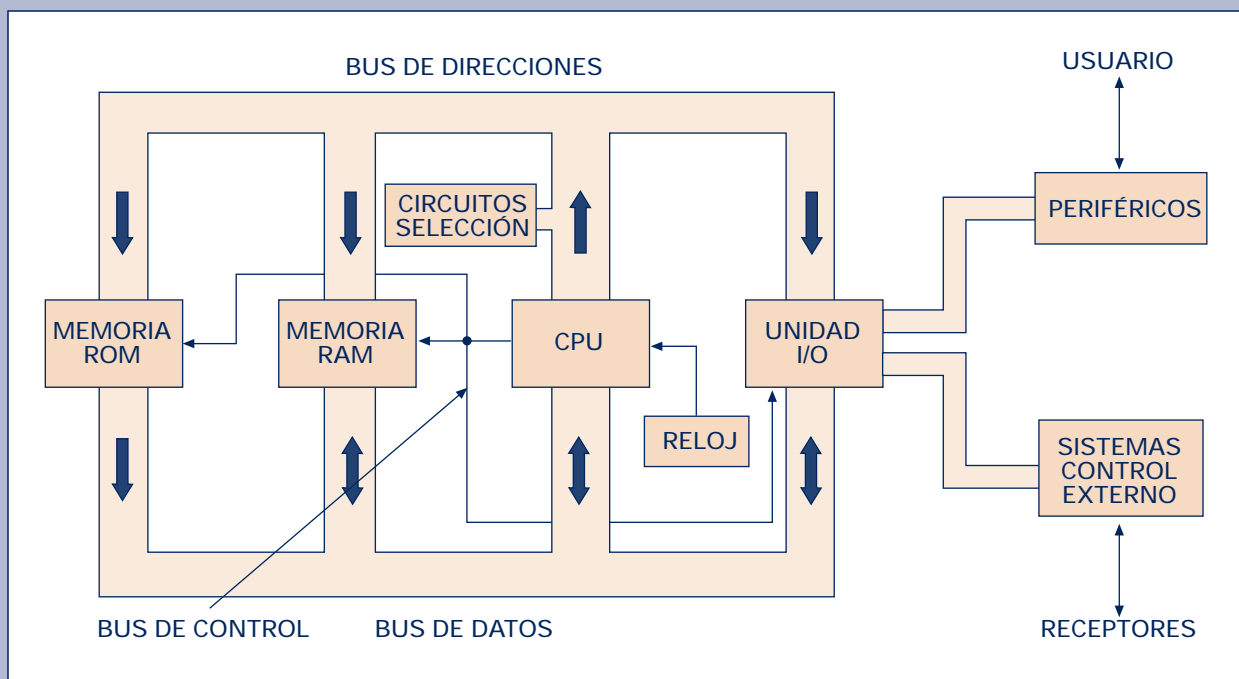 BUS DE DIRECCIONES
USUARIO
CIRCUITOS
SELECCIÓN
PERIFÉRICOS
MEMORIA
ROM
MEMORIA
RAM
CPU
UNIDAD
I/O
RELOJ
SISTEMAS
CONTROL
EXTERNO
BUS DE CONTROL
BUS DE DATOS
RECEPTORES